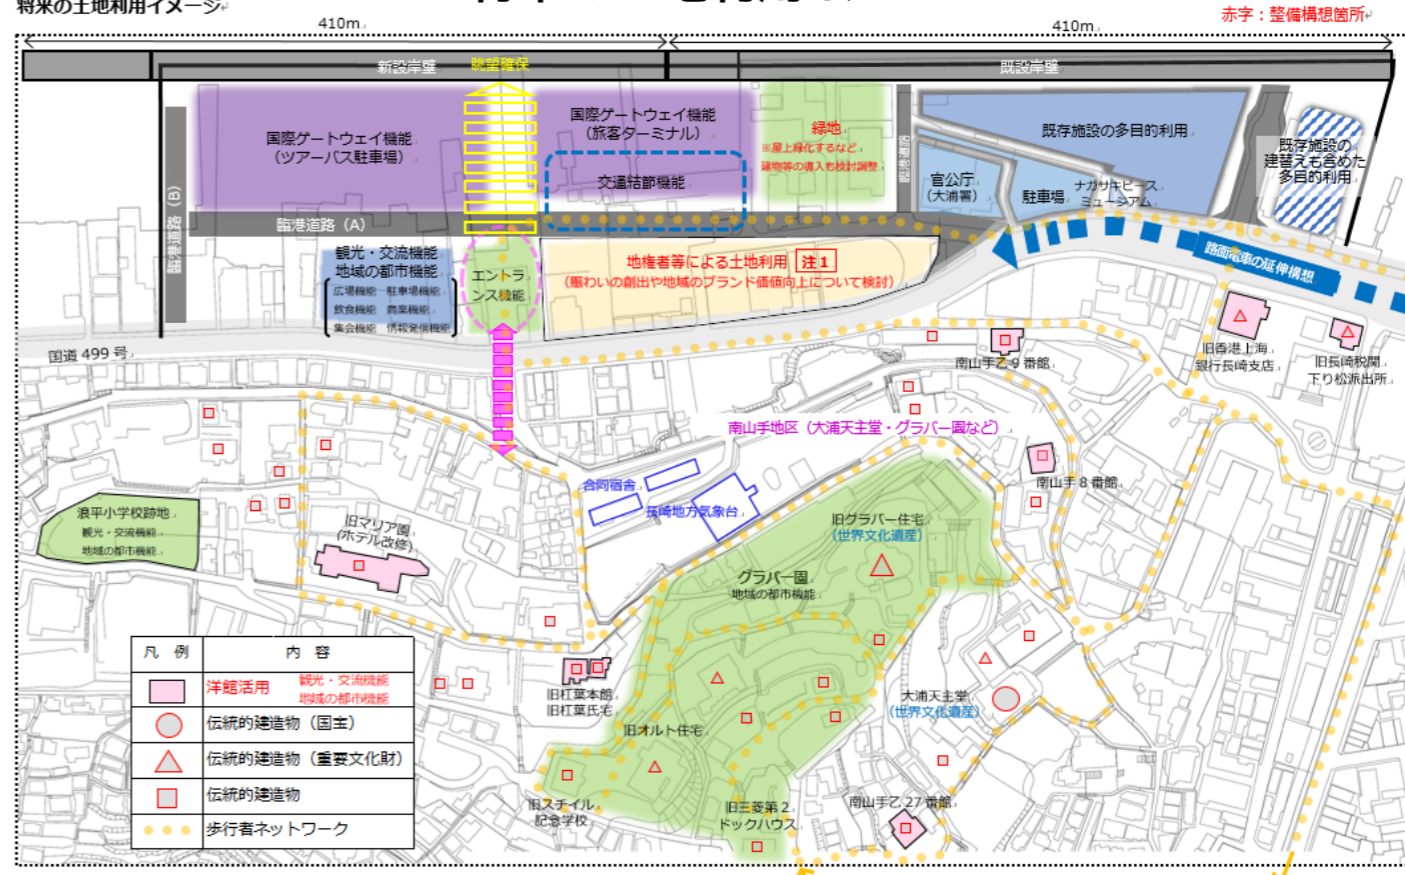 将来の土地利用イメージ
赤字：整備構想箇所
410m
410m
新設岸壁
眺望確保
既設岸壁
国際ゲートウェイ機能
（ツアーバス駐車場）
国際ゲートウェイ機能
（旅客ターミナル）
交通結節機能
緑地
※屋上緑化するなど
建物等の導入も検討調整
臨港道路
既存施設の多目的利用
官公庁
（大浦署）
駐車場
ナガサキピース
ミュージアム
既存施設の
建替えも含めた
多目的利用
臨港道路（B）
臨港道路（A）
観光・交流機能
地域の都市機能
広場機能　駐車場機能
飲食機能　商業機能
集会機能　情報発信機能
エントラ
ンス機能
地権者等による土地利用 注１
（賑わいの創出や地域のブランド価値向上について検討）
路面電車の延伸構想
国道499号
南山手乙９番館
旧香港上海
銀行長崎支店
旧長崎税関
下り松派出所
南山手地区（大浦天主堂・グラバー園など）
合同宿舎
長崎地方気象台
南山手８番館
浪平小学校跡地
観光・交流機能
地域の都市機能
旧マリア園
(ホテル改修)
旧グラバー住宅
（世界文化遺産）
グラバー園
地域の都市機能
旧杠葉本館
旧杠葉氏宅
大浦天主堂
（世界文化遺産）
旧オルト住宅
旧スチイル
記念学校
旧三菱第２
ドックハウス
南山手乙27番館
凡　例　内　容
洋館活用　観光・交流機能
地域の都市機能
伝統的建造物（国宝）
伝統的建造物（重要文化財）
伝統的建造物
歩行者ネットワーク